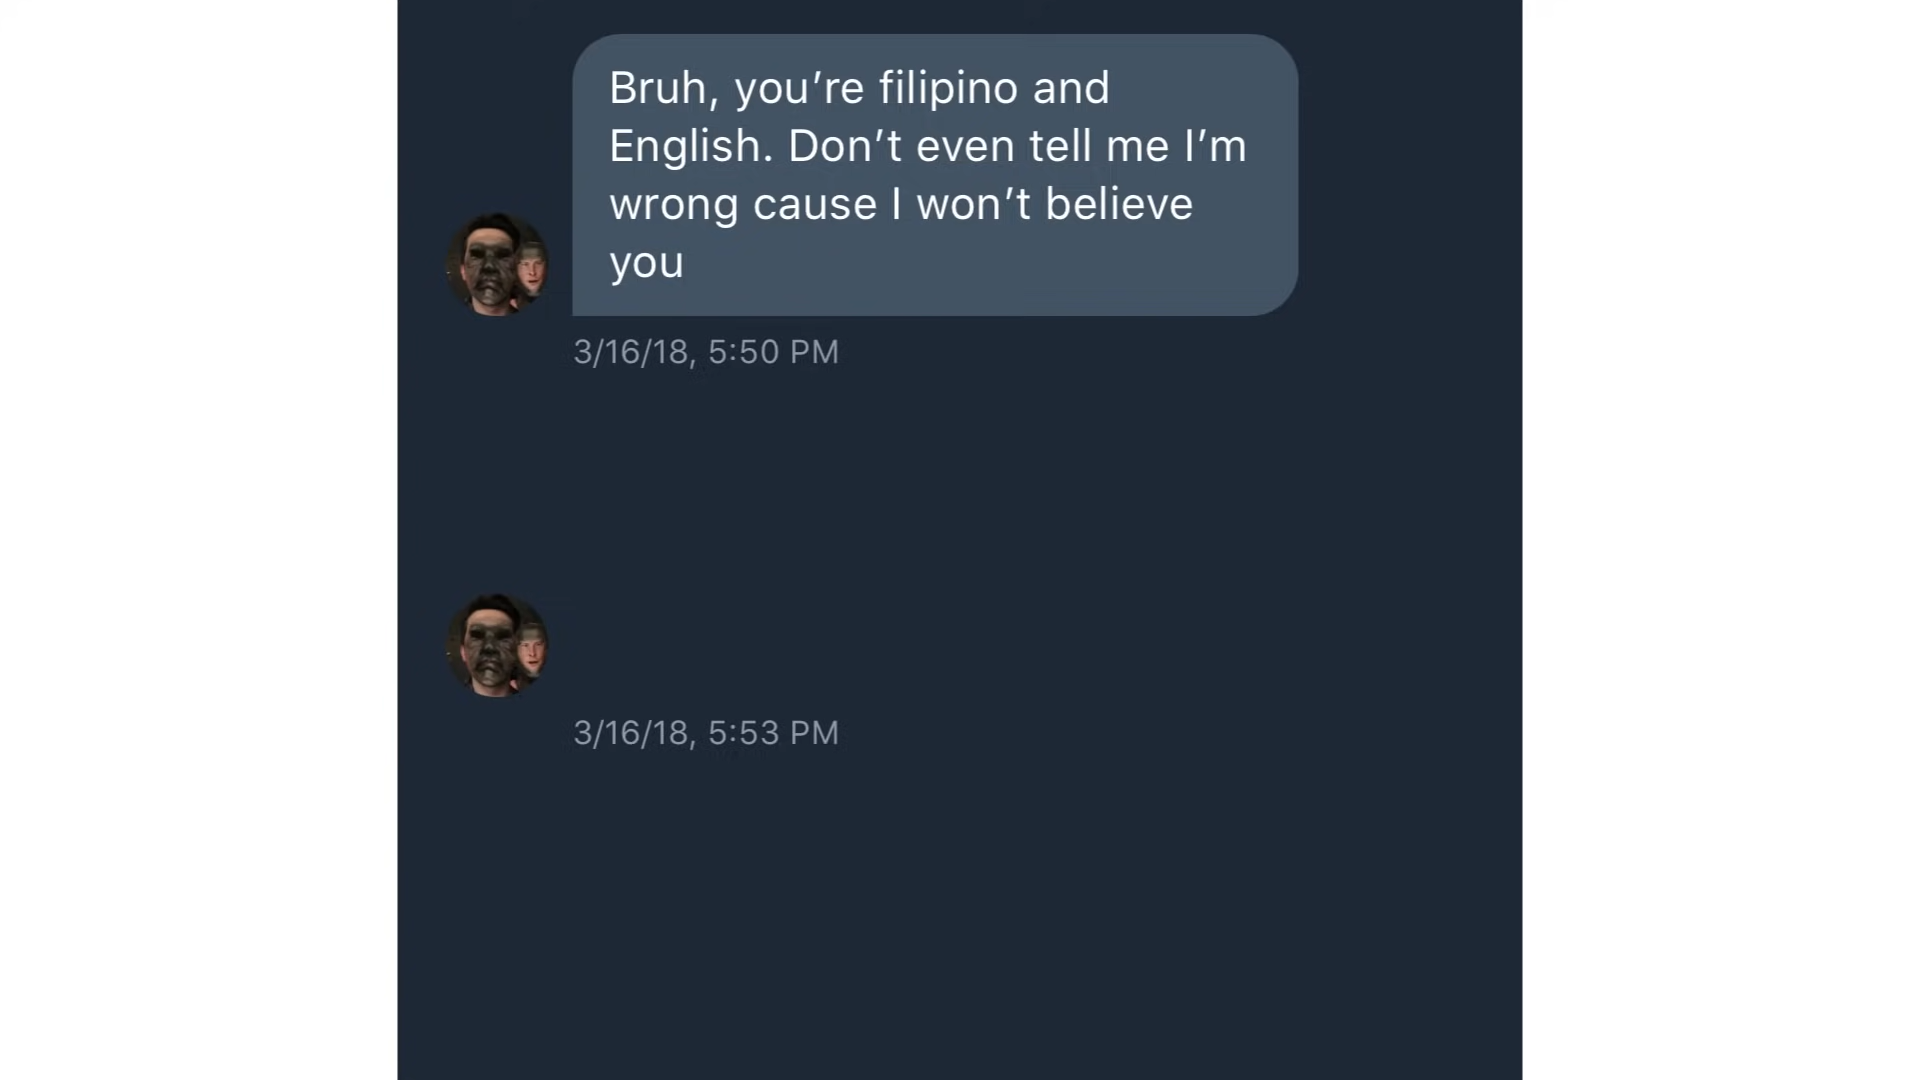 Bruh, you’re filipino and
English. Don’t even tell me I’m
wrong cause I won’t believe
you
3/16/18, 5:50 PM
3/16/18, 5:53 PM